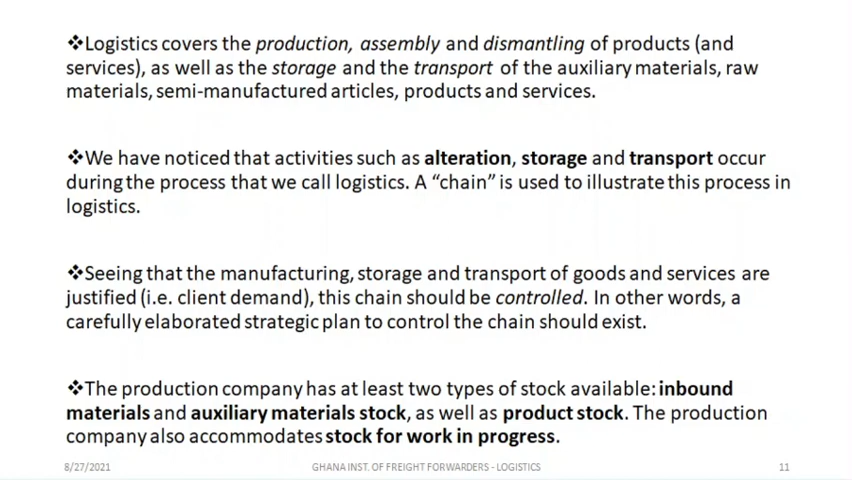 ❖Logistics covers the production, assembly and dismantling of products (and
services), as well as the storage and the transport of the auxiliary materials, raw
materials, semi-manufactured articles, products and services.
❖We have noticed that activities such as alteration, storage and transport occur
during the process that we call logistics. A “chain” is used to illustrate this process in
logistics.
❖Seeing that the manufacturing, storage and transport of goods and services are
justified (i.e. client demand), this chain should be controlled. In other words, a
carefully elaborated strategic plan to control the chain should exist.
❖The production company has at least two types of stock available: inbound
materials and auxiliary materials stock, as well as product stock. The production
company also accommodates stock for work in progress.
8/27/2021 GHANA INST. OF FREIGHT FORWARDERS - LOGISTICS 11